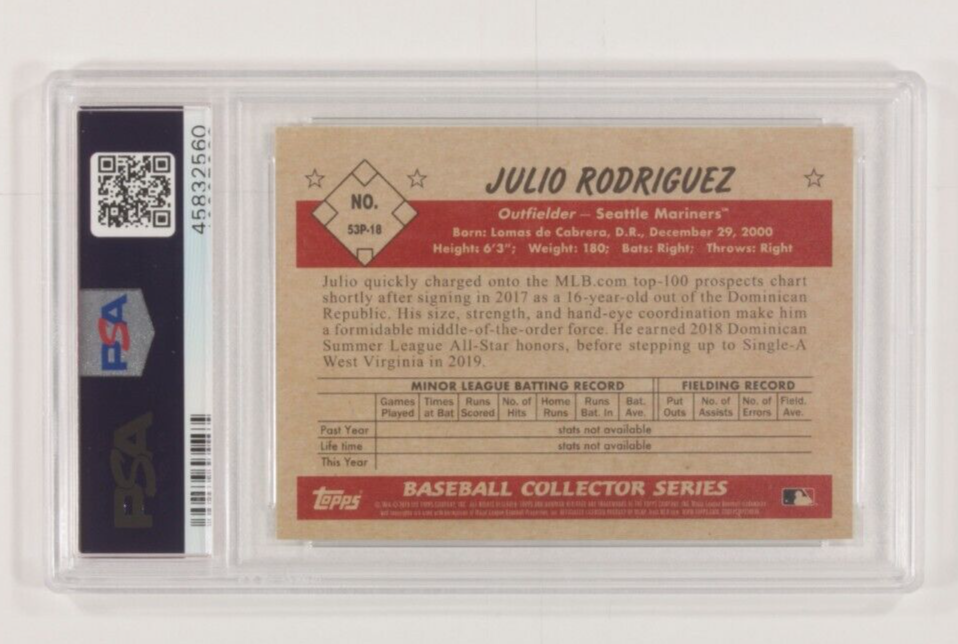 45832560
PSA
PSA
NO.
53P-18
JULIO RODRIGUEZ
Outfielder — Seattle Mariners™
Born: Lomas de Cabrera, D.R., December 29, 2000
Height: 6'3"; Weight: 180; Bats: Right; Throws: Right
Julio quickly charged onto the MLB.com top-100 prospects chart
shortly after signing in 2017 as a 16-year-old out of the Dominican
Republic. His size, strength, and hand-eye coordination make him
a formidable middle-of-the-order force. He earned 2018 Dominican
Summer League All-Star honors, before stepping up to Single-A
West Virginia in 2019.
MINOR LEAGUE BATTING RECORD FIELDING RECORD
Games Times Runs No. of Home Runs Bat. Put No. of No. of Field.
Played at Bat Scored Hits Runs Bat. In Ave. Outs Assists Errors Ave.
Past Year stats not available
Life time stats not available
This Year
topps BASEBALL COLLECTOR SERIES